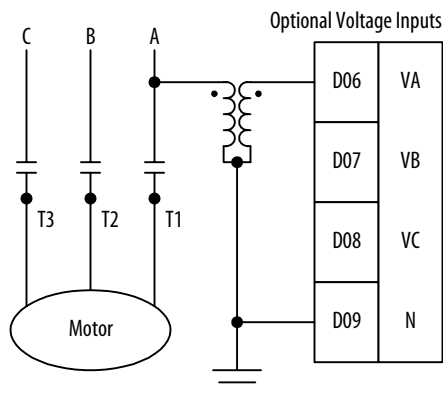 Optional Voltage Inputs
C B A
D06 VA
D07 VB
T3 T2 T1
D08 VC
Motor
D09 N